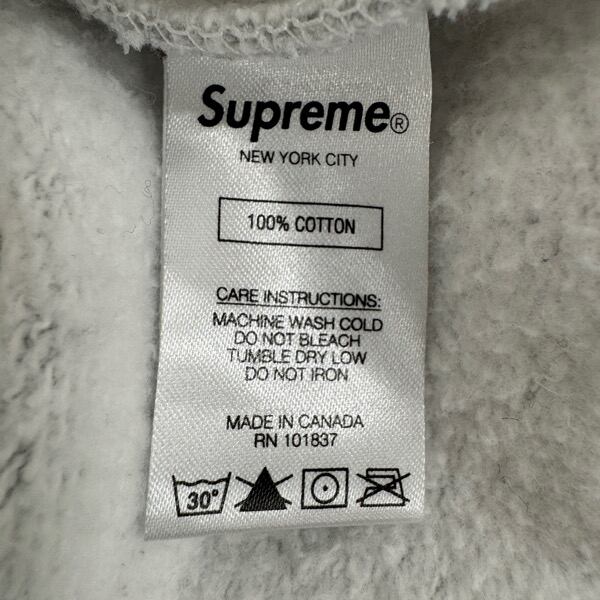 Supreme®
NEW YORK CITY
100% COTTON
CARE INSTRUCTIONS:
MACHINE WASH COLD
DO NOT BLEACH
TUMBLE DRY LOW
DO NOT IRON
MADE IN CANADA
RN 101837
30°